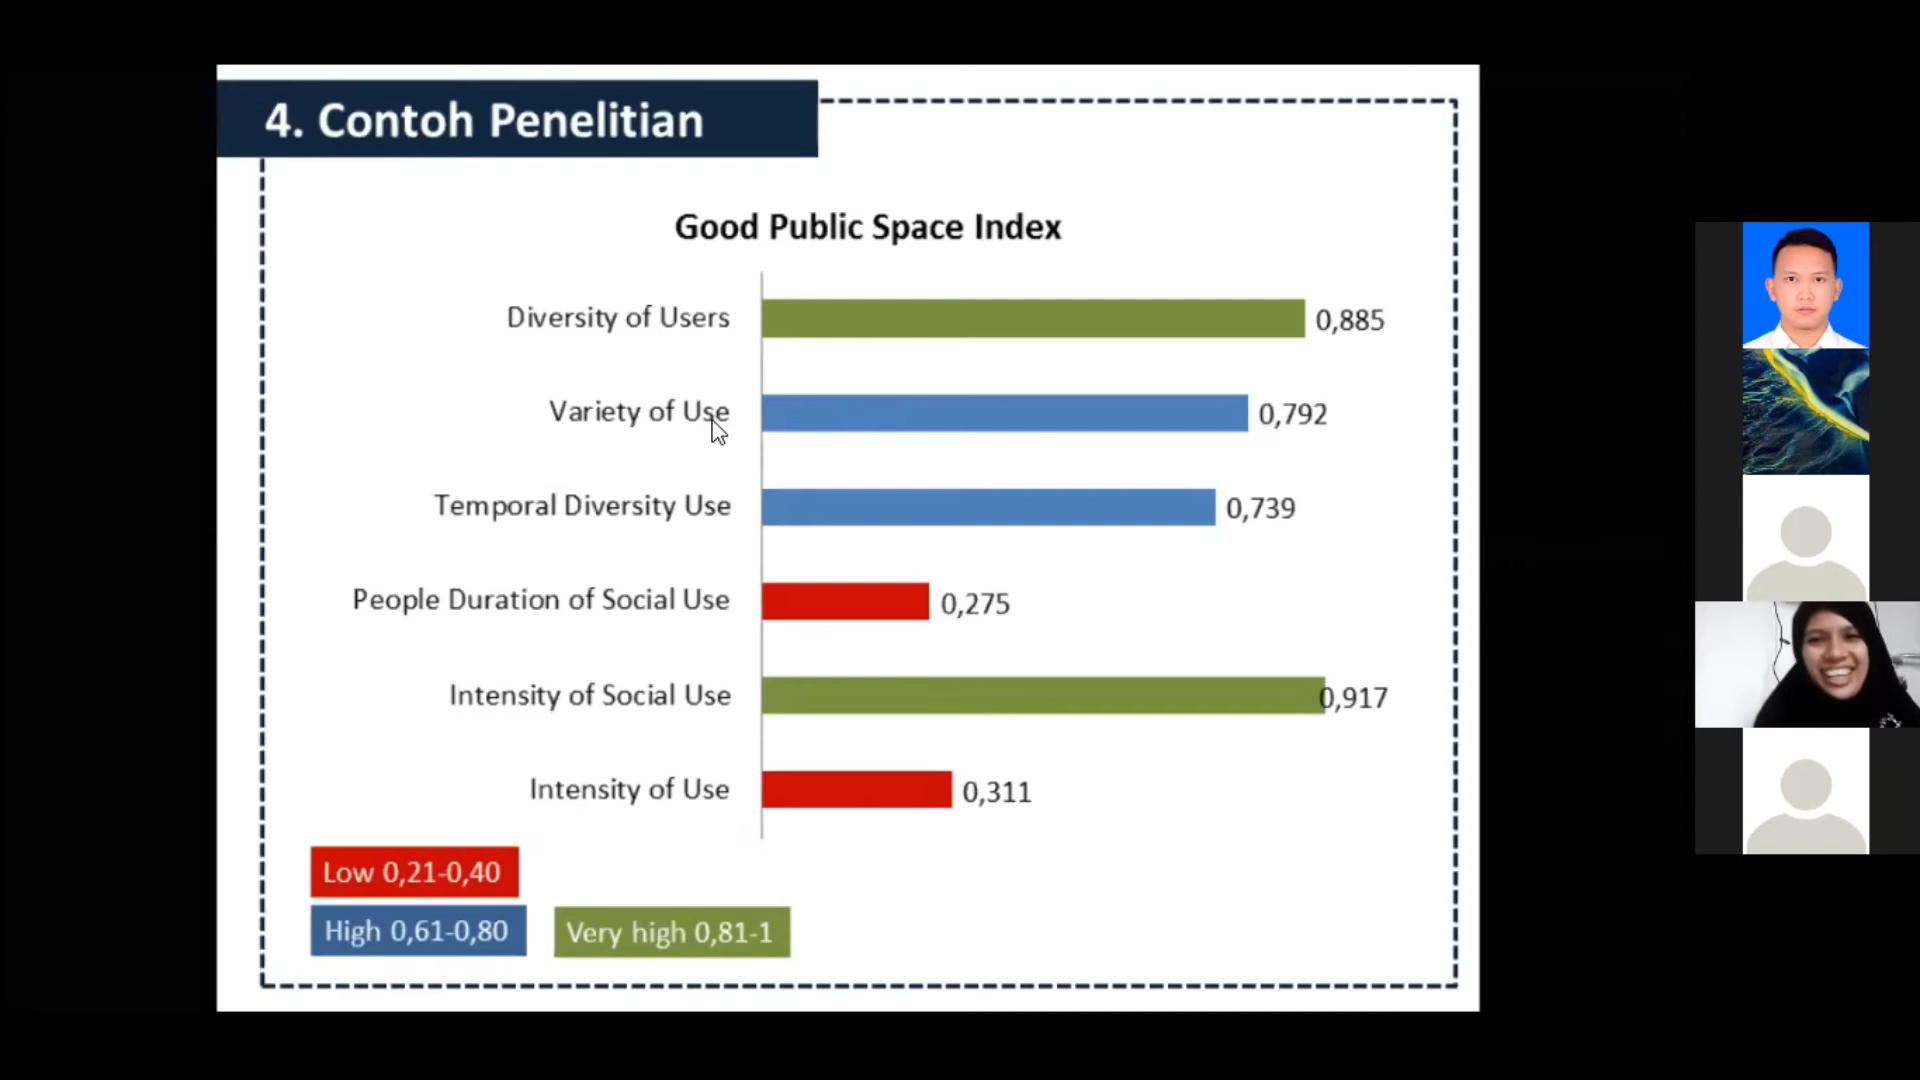 4. Contoh Penelitian
Good Public Space Index
Diversity of Users 0,885
Variety of Use 0,792
Temporal Diversity Use 0,739
People Duration of Social Use 0,275
Intensity of Social Use 0,917
Intensity of Use 0,311
Low 0,21-0,40
High 0,61-0,80 Very high 0,81-1